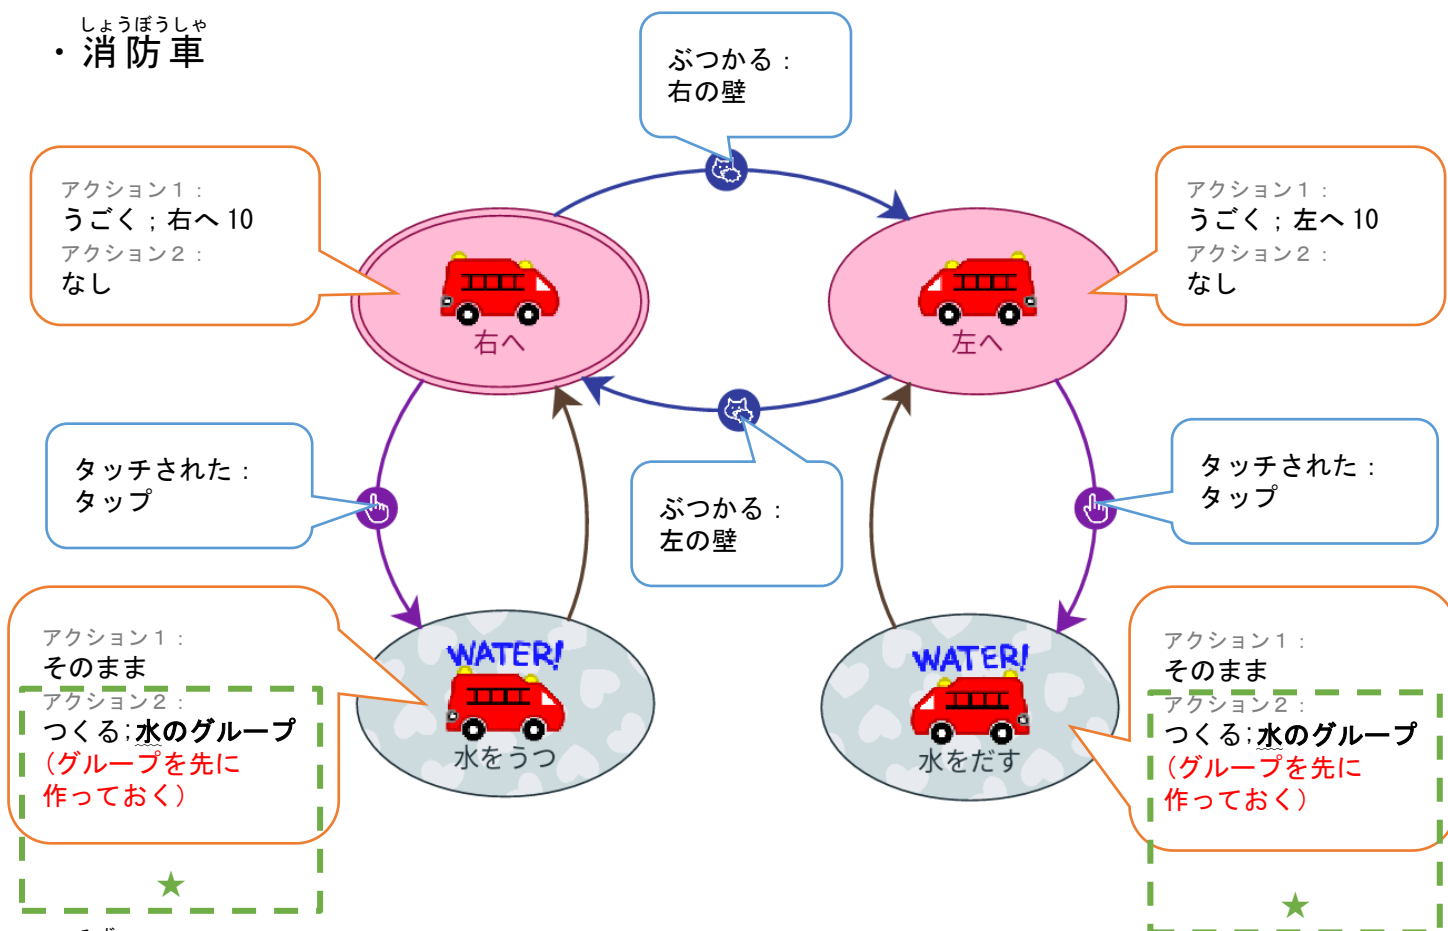 しょうぼうしゃ
・消防車
ぶつかる：
右の壁
アクション１：
うごく；右へ 10
アクション２：
なし
アクション１：
うごく；左へ 10
アクション２：
なし
右へ
左へ
タッチされた：
タップ
ぶつかる：
左の壁
タッチされた：
タップ
アクション１：
そのまま
アクション２：
つくる;水のグループ
（グループを先に
作っておく）
★
WATER!
水をうつ
WATER!
水をだす
アクション１：
そのまま
アクション２：
つくる;水のグループ
（グループを先に
作っておく）
★